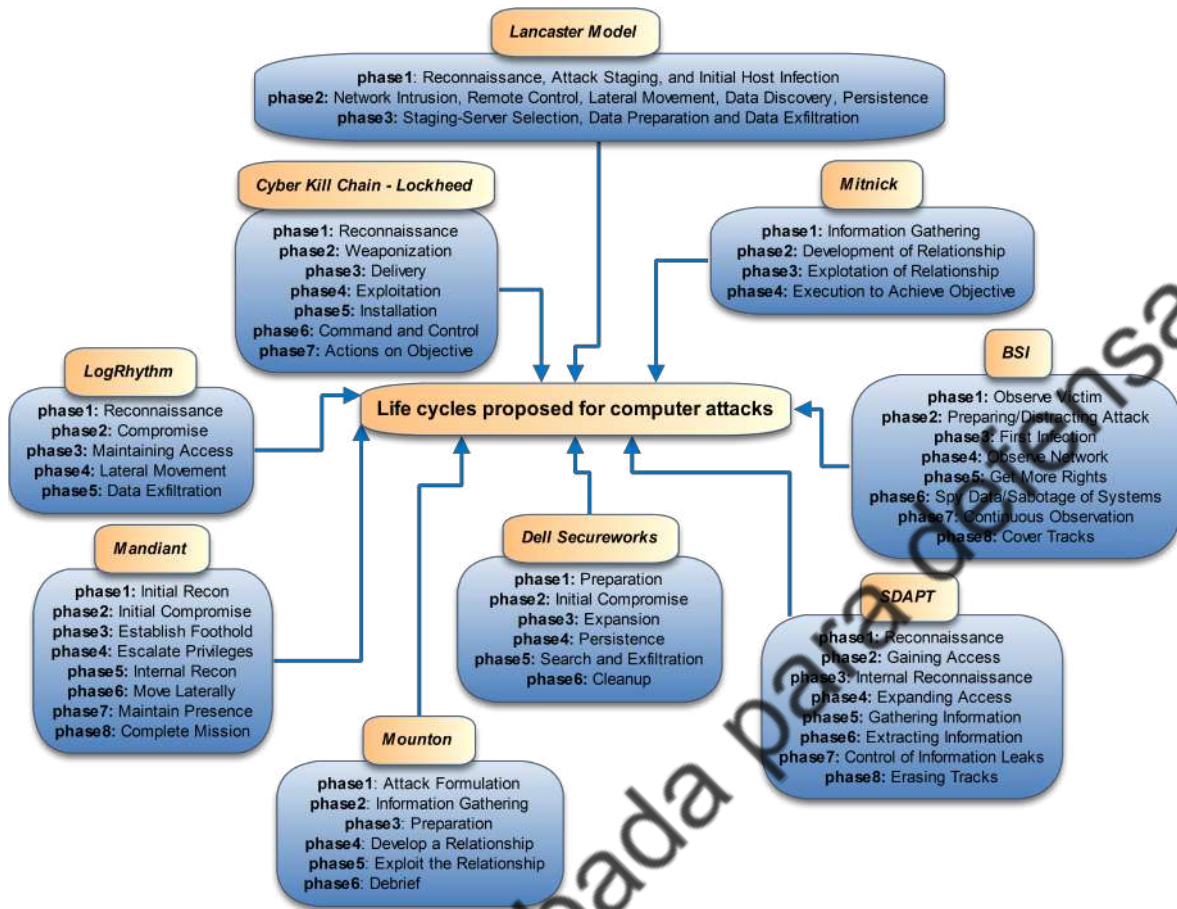 Lancaster Model
phase1: Reconnaissance, Attack Staging, and Initial Host Infection
phase2: Network Intrusion, Remote Control, Lateral Movement, Data Discovery, Persistence
phase3: Staging-Server Selection, Data Preparation and Data Exfiltration
Cyber Kill Chain - Lockheed
phase1: Reconnaissance
phase2: Weaponization
phase3: Delivery
phase4: Exploitation
phase5: Installation
phase6: Command and Control
phase7: Actions on Objective
Mitnick
phase1: Information Gathering
phase2: Development of Relationship
phase3: Explotation of Relationship
phase4: Execution to Achieve Objective
LogRhythm
phase1: Reconnaissance
phase2: Compromise
phase3: Maintaining Access
phase4: Lateral Movement
phase5: Data Exfiltration
Life cycles proposed for computer attacks
BSI
phase1: Observe Victim
phase2: Preparing/Distracting Attack
phase3: First Infection
phase4: Observe Network
phase5: Get More Rights
phase6: Spy Data/Sabotage of Systems
phase7: Continuous Observation
phase8: Cover Tracks
Mandiant
phase1: Initial Recon
phase2: Initial Compromise
phase3: Establish Foothold
phase4: Escalate Privileges
phase5: Internal Recon
phase6: Move Laterally
phase7: Maintain Presence
phase8: Complete Mission
Dell Secureworks
phase1: Preparation
phase2: Initial Compromise
phase3: Expansion
phase4: Persistence
phase5: Search and Exfiltration
phase6: Cleanup
SDAPT
phase1: Reconnaissance
phase2: Gaining Access
phase3: Internal Reconnaissance
phase4: Expanding Access
phase5: Gathering Information
phase6: Extracting Information
phase7: Control of Information Leaks
phase8: Erasing Tracks
Mounton
phase1: Attack Formulation
phase2: Information Gathering
phase3: Preparation
phase4: Develop a Relationship
phase5: Exploit the Relationship
phase6: Debrief
para defensa